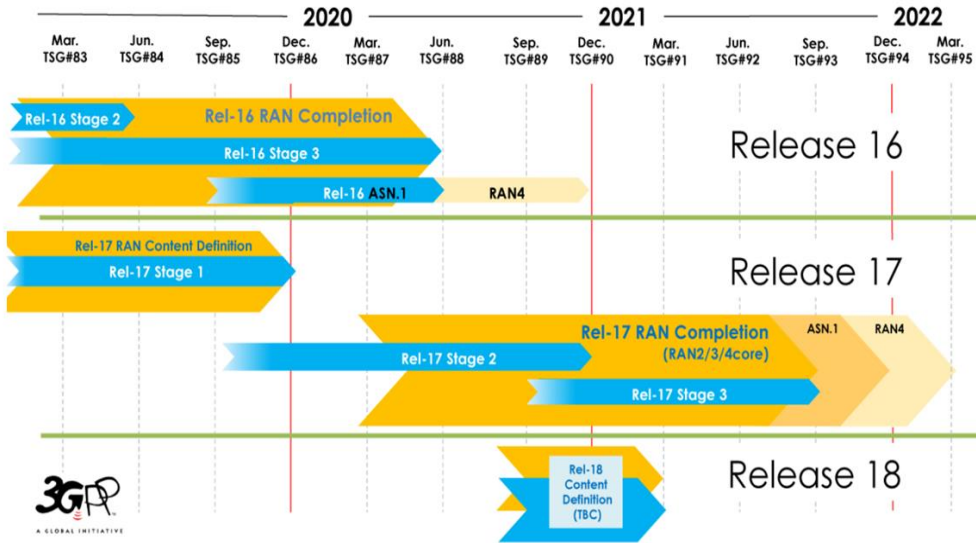 2020 2021 2022
Mar. Jun. Sep. Dec. Mar. Jun. Sep. Dec. Mar. Jun. Sep. Dec. Mar.
TSG#83 TSG#84 TSG#85 TSG#86 TSG#87 TSG#88 TSG#89 TSG#90 TSG#91 TSG#92 TSG#93 TSG#94 TSG#95
Rel-16 RAN Completion
Rel-16 Stage 2
Rel-16 Stage 3
Release 16
Rel-16 ASN.1
RAN4
Rel-17 RAN Content Definition
Rel-17 Stage 1
Release 17
Rel-17 RAN Completion
(RAN2/3/4core)
ASN.1
RAN4
Rel-17 Stage 2
Rel-17 Stage 3
Rel-18
Content
Definition
(TBC)
Release 18
3GPP
™
A GLOBAL INITIATIVE